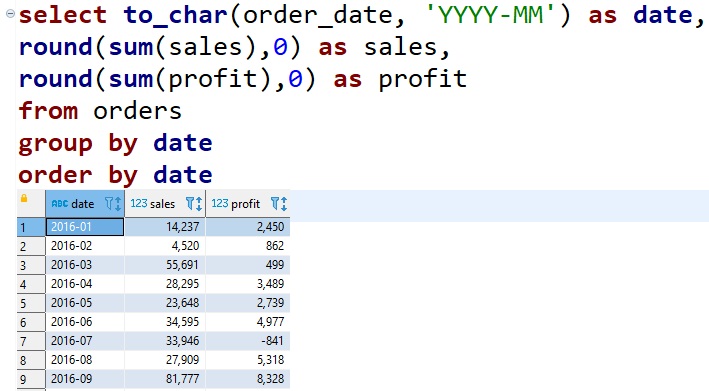 select to_char(order_date, 'YYYY-MM') as date,
round(sum(sales),0) as sales,
round(sum(profit),0) as profit
from orders
group by date
order by date
ABC date 123 sales 123 profit
1 2016-01 14,237 2,450
2 2016-02 4,520 862
3 2016-03 55,691 499
4 2016-04 28,295 3,489
5 2016-05 23,648 2,739
6 2016-06 34,595 4,977
7 2016-07 33,946 -841
8 2016-08 27,909 5,318
9 2016-09 81,777 8,328